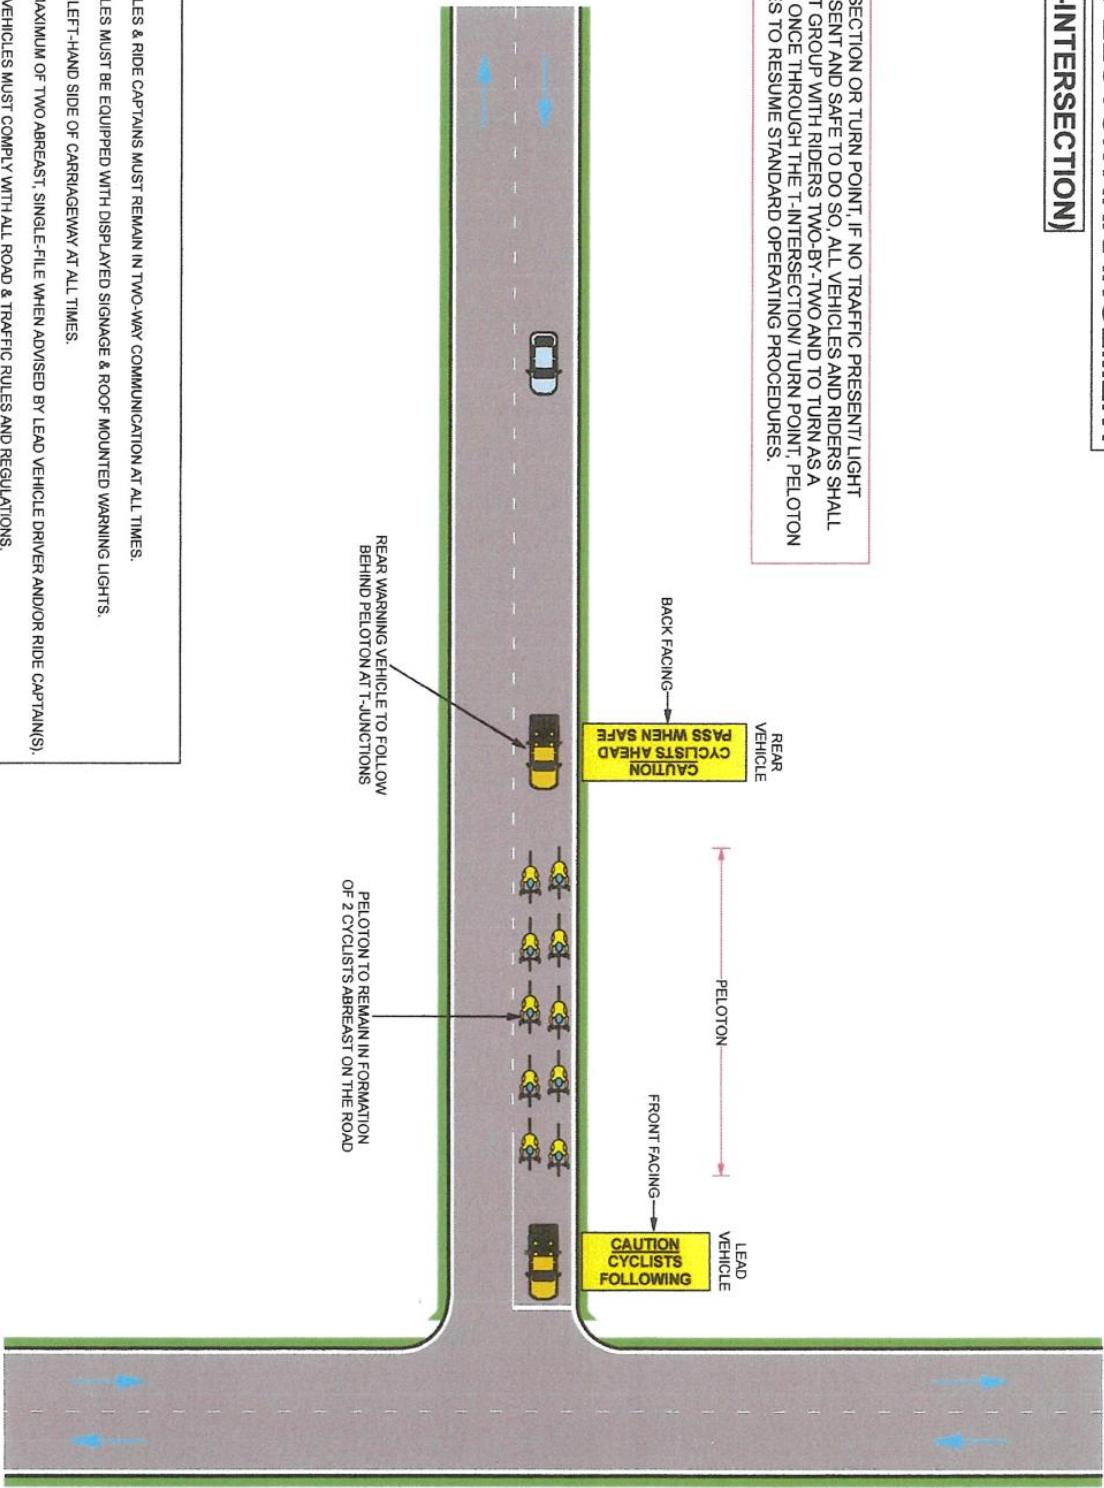 -INTERSECTION)
SECTION OR TURN POINT, IF NO TRAFFIC PRESENT/ LIGHT
SENT AND SAFE TO DO SO, ALL VEHICLES AND RIDERS SHALL
T GROUP WITH RIDERS TWO-BY-TWO AND TO TURN AS A
ONCE THROUGH THE T-INTERSECTION/ TURN POINT, PELOTON
ES TO RESUME STANDARD OPERATING PROCEDURES.
REAR
VEHICLE
BACK FACING
CAUTION
CYCLISTS AHEAD
PASS WHEN SAFE
PELOTON
LEAD
VEHICLE
FRONT FACING
CAUTION
CYCLISTS
FOLLOWING
REAR WARNING VEHICLE TO FOLLOW
BEHIND PELOTON AT T-JUNCTIONS
PELOTON TO REMAIN IN FORMATION
OF 2 CYCLISTS ABREAST ON THE ROAD
LES & RIDE CAPTAINS MUST REMAIN IN TWO-WAY COMMUNICATION AT ALL TIMES.
LES MUST BE EQUIPPED WITH DISPLAYED SIGNAGE & ROOF MOUNTED WARNING LIGHTS.
LEFT-HAND SIDE OF CARRIAGEWAY AT ALL TIMES.
AXIMUM OF TWO ABREAST, SINGLE-FILE WHEN ADVISED BY LEAD VEHICLE DRIVER AND/OR RIDE CAPTAIN(S).
VEHICLES MUST COMPLY WITH ALL ROAD & TRAFFIC RULES AND REGULATIONS.